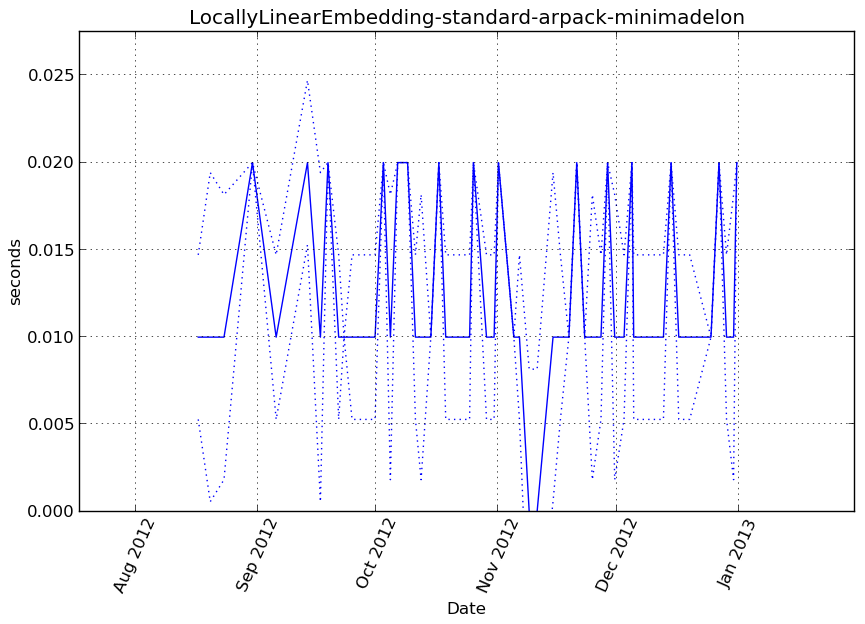 LocallyLinearEmbedding-standard-arpack-minimadelon
0.025
0.020
0.015
0.010
0.005
0.000
seconds
Aug 2012
Sep 2012
Oct 2012
Nov 2012
Dec 2012
Jan 2013
Date